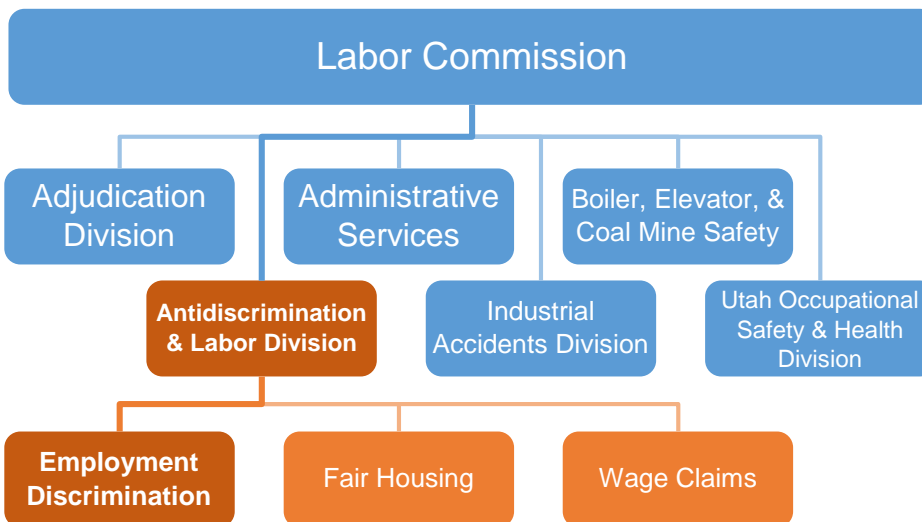 Labor Commission
Adjudication
Division
Administrative
Services
Boiler, Elevator, &
Coal Mine Safety
Antidiscrimination
& Labor Division
Industrial
Accidents Division
Utah Occupational
Safety & Health
Division
Employment
Discrimination
Fair Housing
Wage Claims